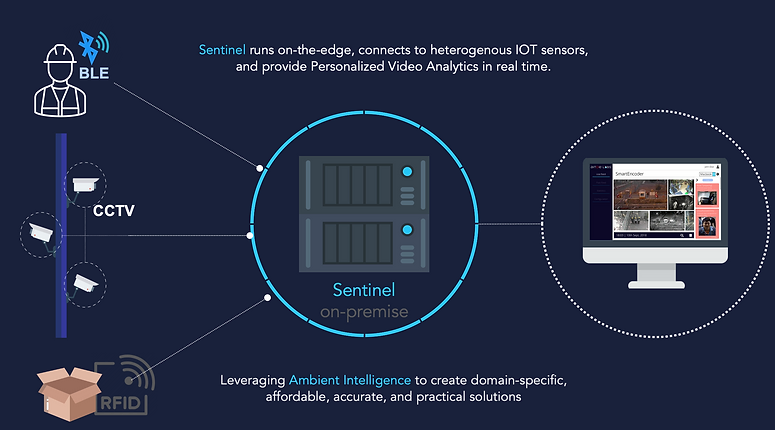 Sentinel runs on-the-edge, connects to heterogenous IOT sensors,
and provide Personalized Video Analytics in real time.
BLE
CCTV
SmartEncoder
Sentinel
on-premise
RFID
Leveraging Ambient Intelligence to create domain-specific,
affordable, accurate, and practical solutions